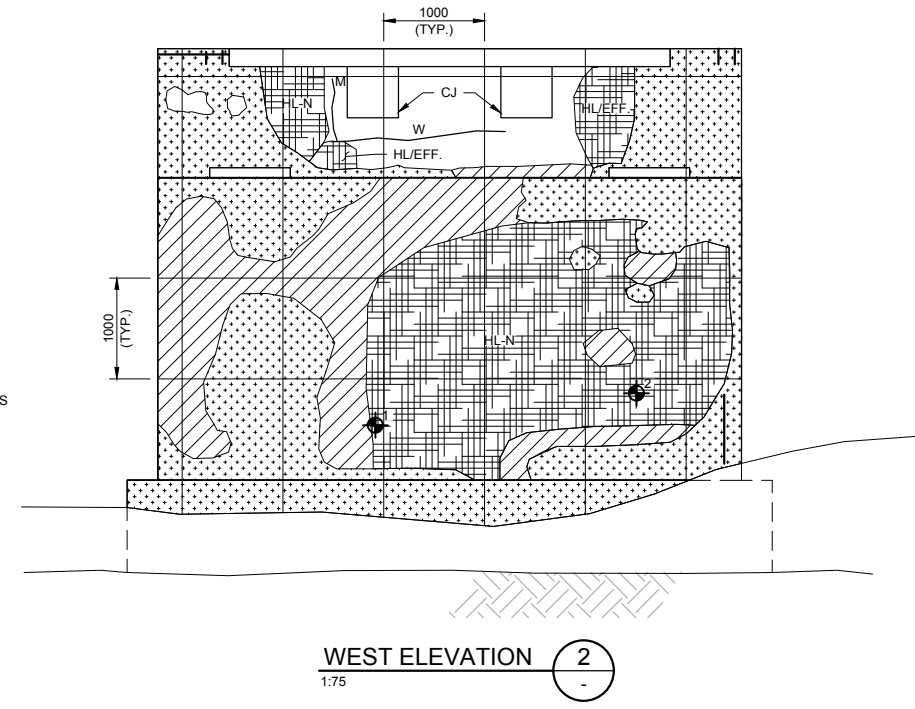 1000
(TYP.)
M
CJ
HL-N
HL/EFF.
W
HL/EFF.
1000
(TYP.)
HL-N
S
2
1
WEST ELEVATION
2
1:75
-